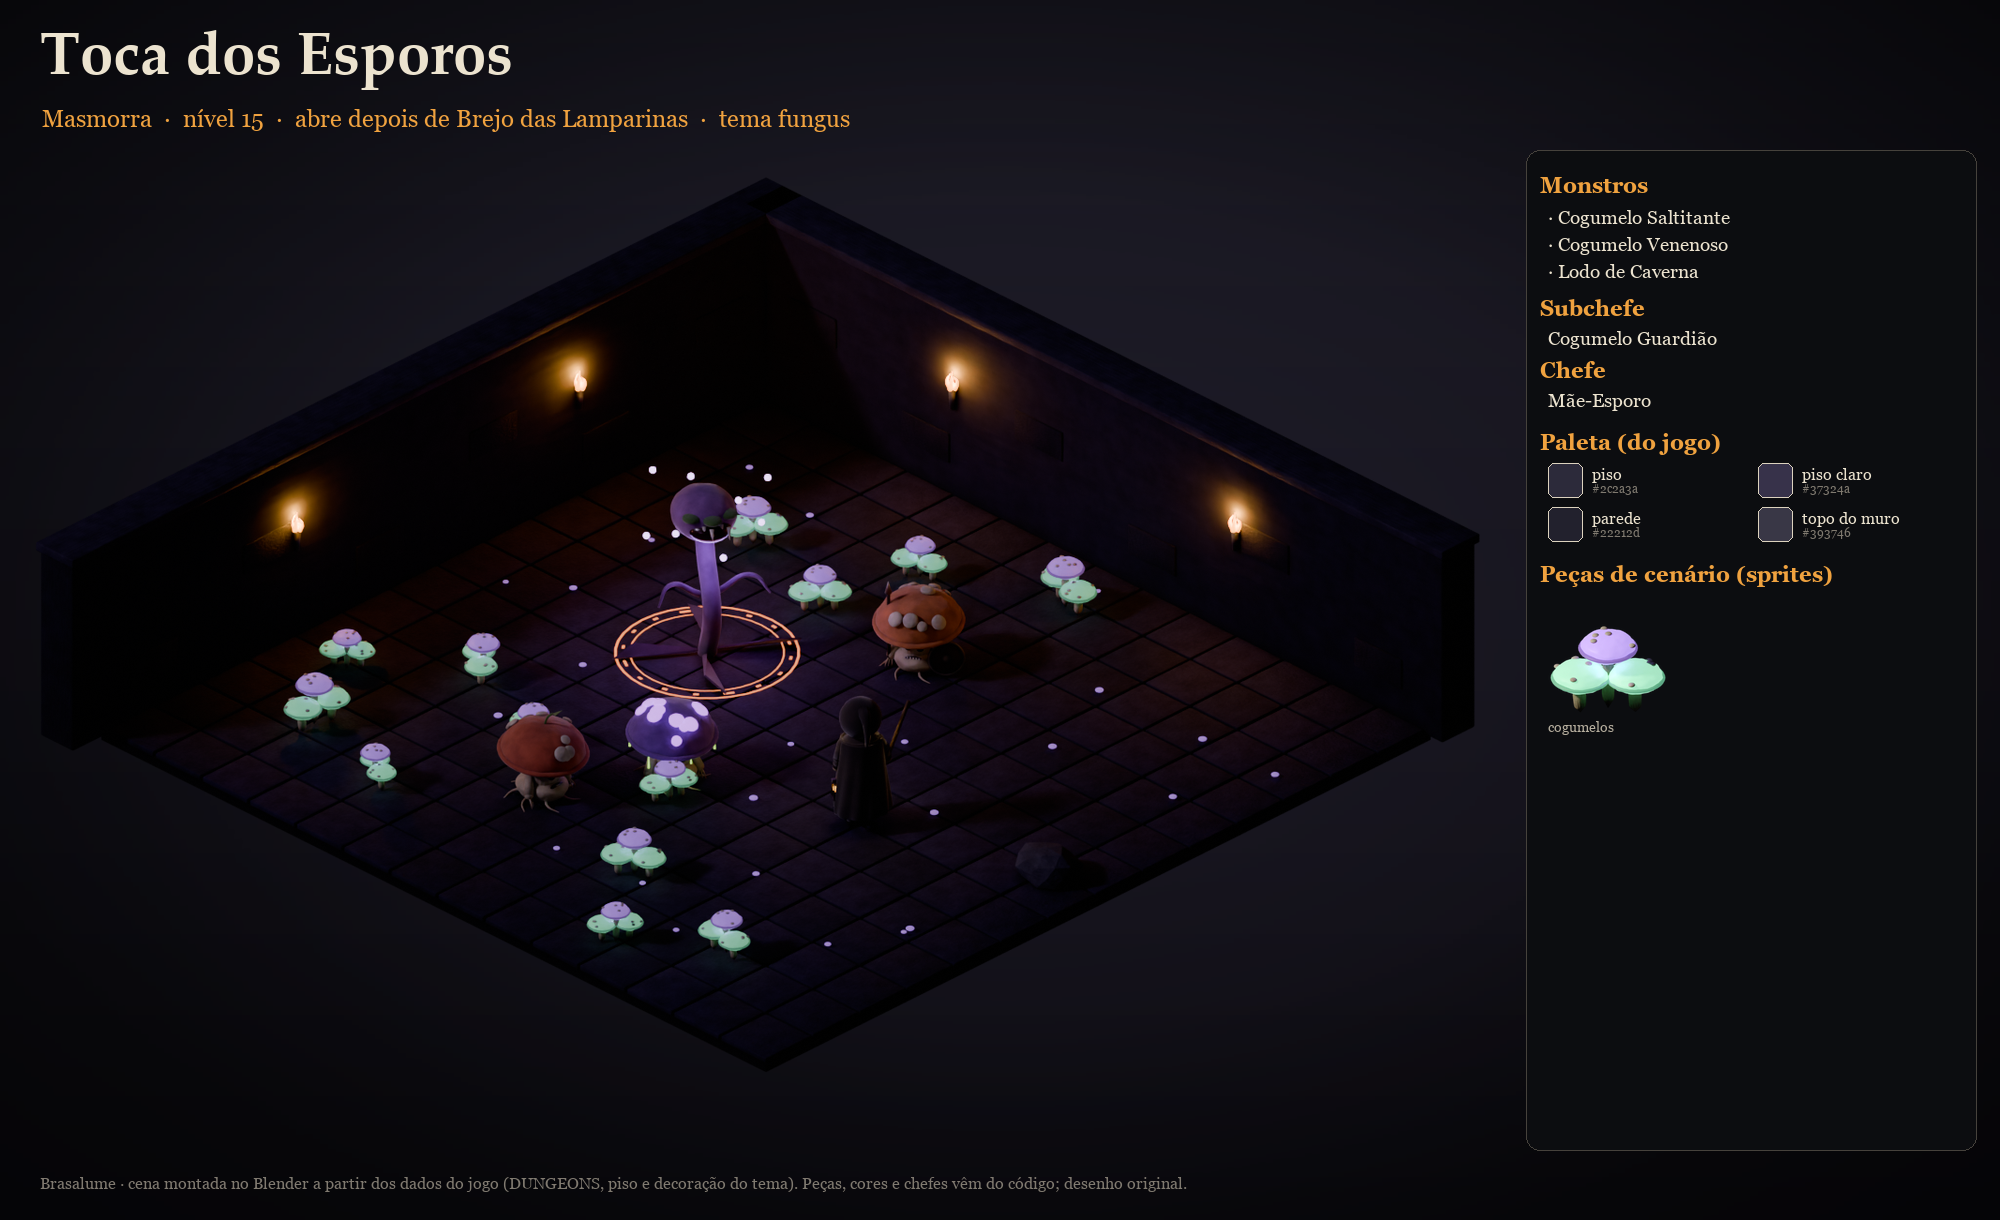 Toca dos Esporos
Masmorra · nível 15 · abre depois de Brejo das Lamparinas · tema fungus
Monstros
· Cogumelo Saltitante
· Cogumelo Venenoso
· Lodo de Caverna
Subchefe
Cogumelo Guardião
Chefe
Mãe-Esporo
Paleta (do jogo)
piso
#2c2a3a
piso claro
#37324a
parede
#22212d
topo do muro
#393746
Peças de cenário (sprites)
cogumelos
Brasalume · cena montada no Blender a partir dos dados do jogo (DUNGEONS, piso e decoração do tema). Peças, cores e chefes vêm do código; desenho original.